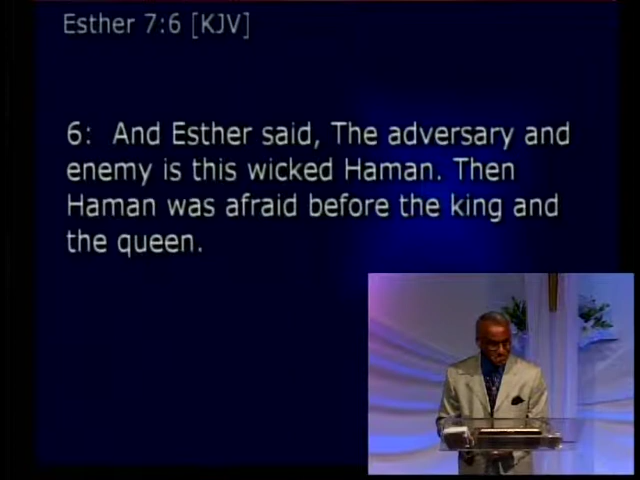 Esther 7:6 [KJV]
6: And Esther said, The adversary and
enemy is this wicked Haman. Then
Haman was afraid before the king and
the queen.